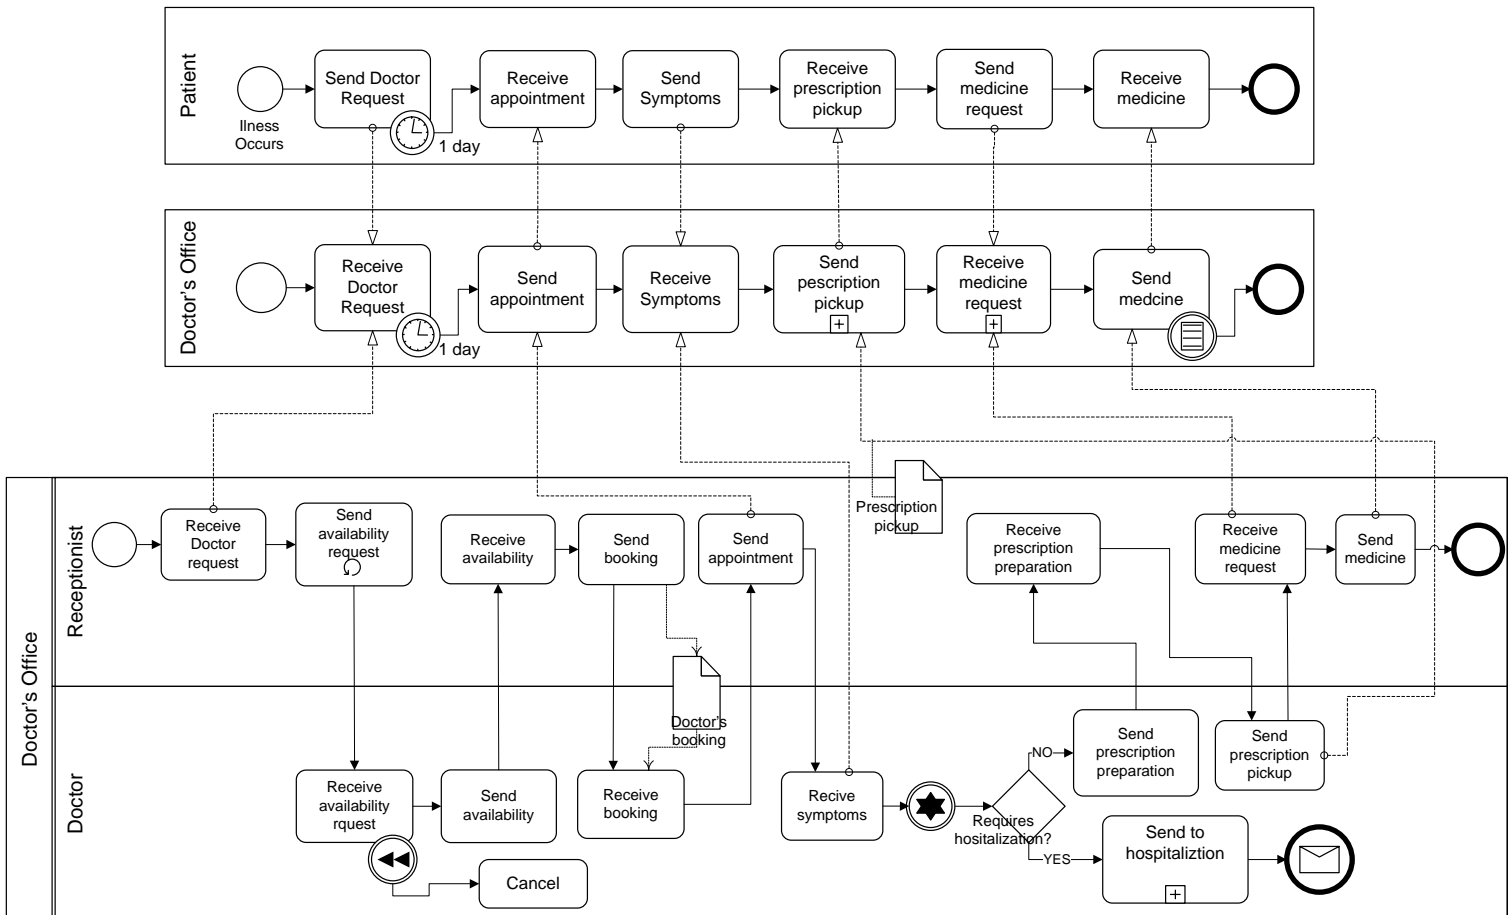 Patient
Ilness
Occurs
Send Doctor
Request
1 day
Receive
appointment
Send
Symptoms
Receive
prescription
pickup
Send
medicine
request
Receive
medicine
Doctor's Office
Receive
Doctor
Request
1 day
Send
appointment
Receive
Symptoms
Send
pescription
pickup
Receive
medicine
request
Send
medcine
Doctor's Office
Receptionist
Receive
Doctor
request
Send
availability
request
Receive
availability
Send
booking
Send
appointment
Prescription
pickup
Receive
prescription
preparation
Receive
medicine
request
Send
medicine
Doctor's
booking
Doctor
Receive
availability
rquest
Send
availability
Receive
booking
Recive
symptoms
Requires
hositalization?
NO
YES
Send
prescription
preparation
Send
prescription
pickup
Send to
hospitaliztion
Cancel